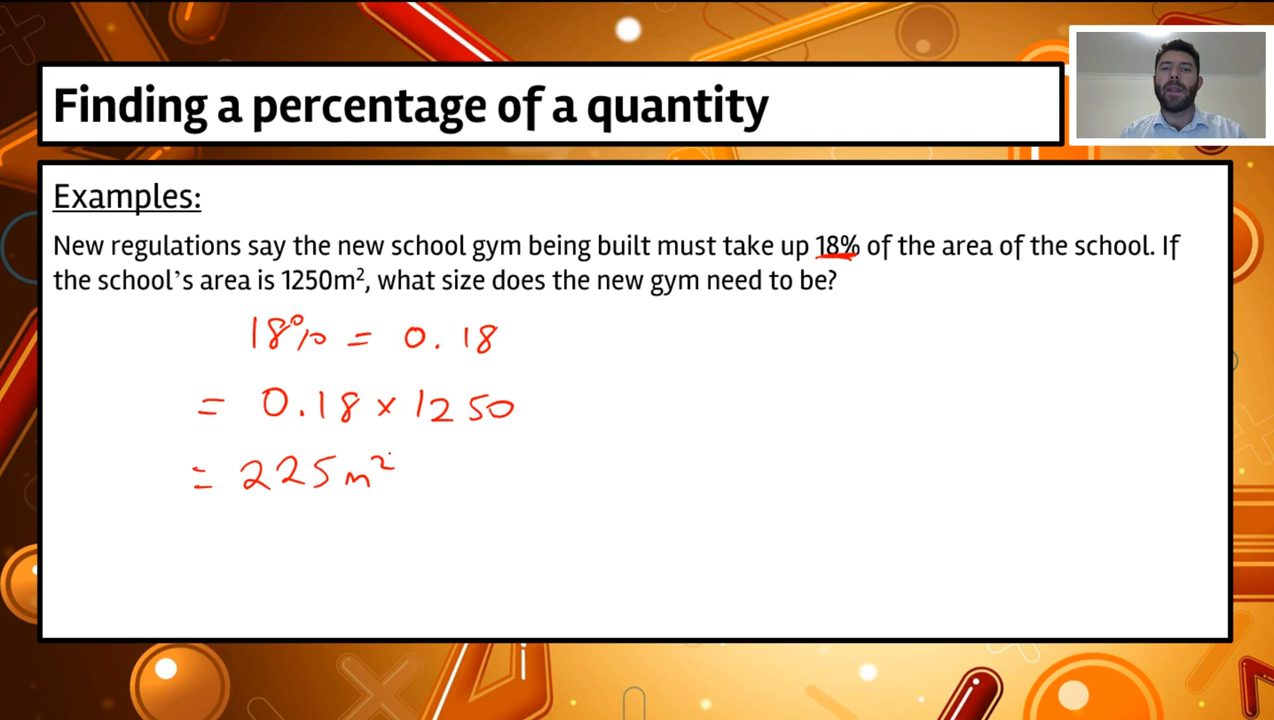 Finding a percentage of a quantity
Examples:
New regulations say the new school gym being built must take up 18% of the area of the school. If
the school's area is 1250m², what size does the new gym need to be?
18% = 0.18
= 0.18 × 1250
= 225m²